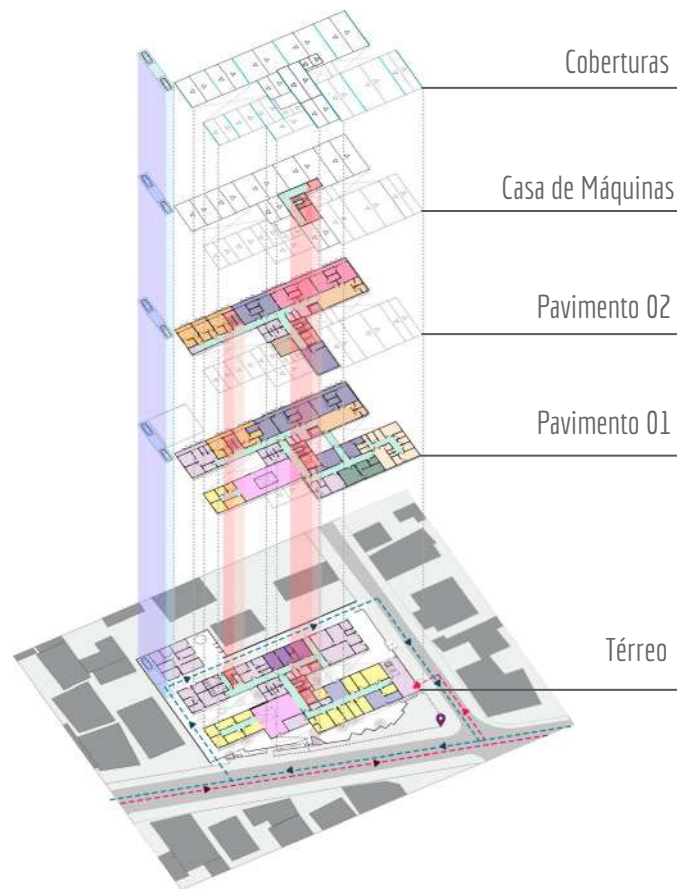 Coberturas
Casa de Máquinas
Pavimento 02
Pavimento 01
Térreo